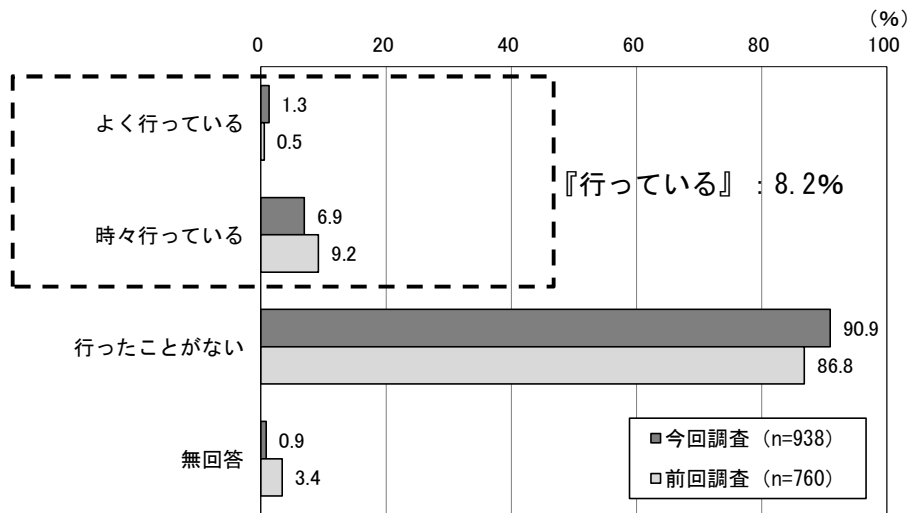 （％）
0 20 40 60 80 100
よく行っている
1.3
0.5
『行っている』：8.2％
時々行っている
6.9
9.2
行ったことがない
90.9
86.8
無回答
0.9
3.4
今回調査（n=938）
前回調査（n=760）